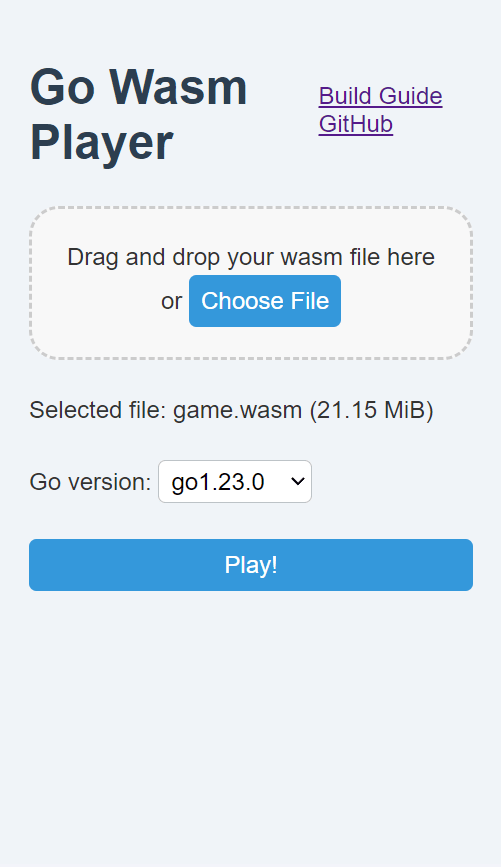 Go Wasm
Player
Build Guide
GitHub
Drag and drop your wasm file here
or Choose File
Selected file: game.wasm (21.15 MiB)
Go version: go1.23.0
Play!